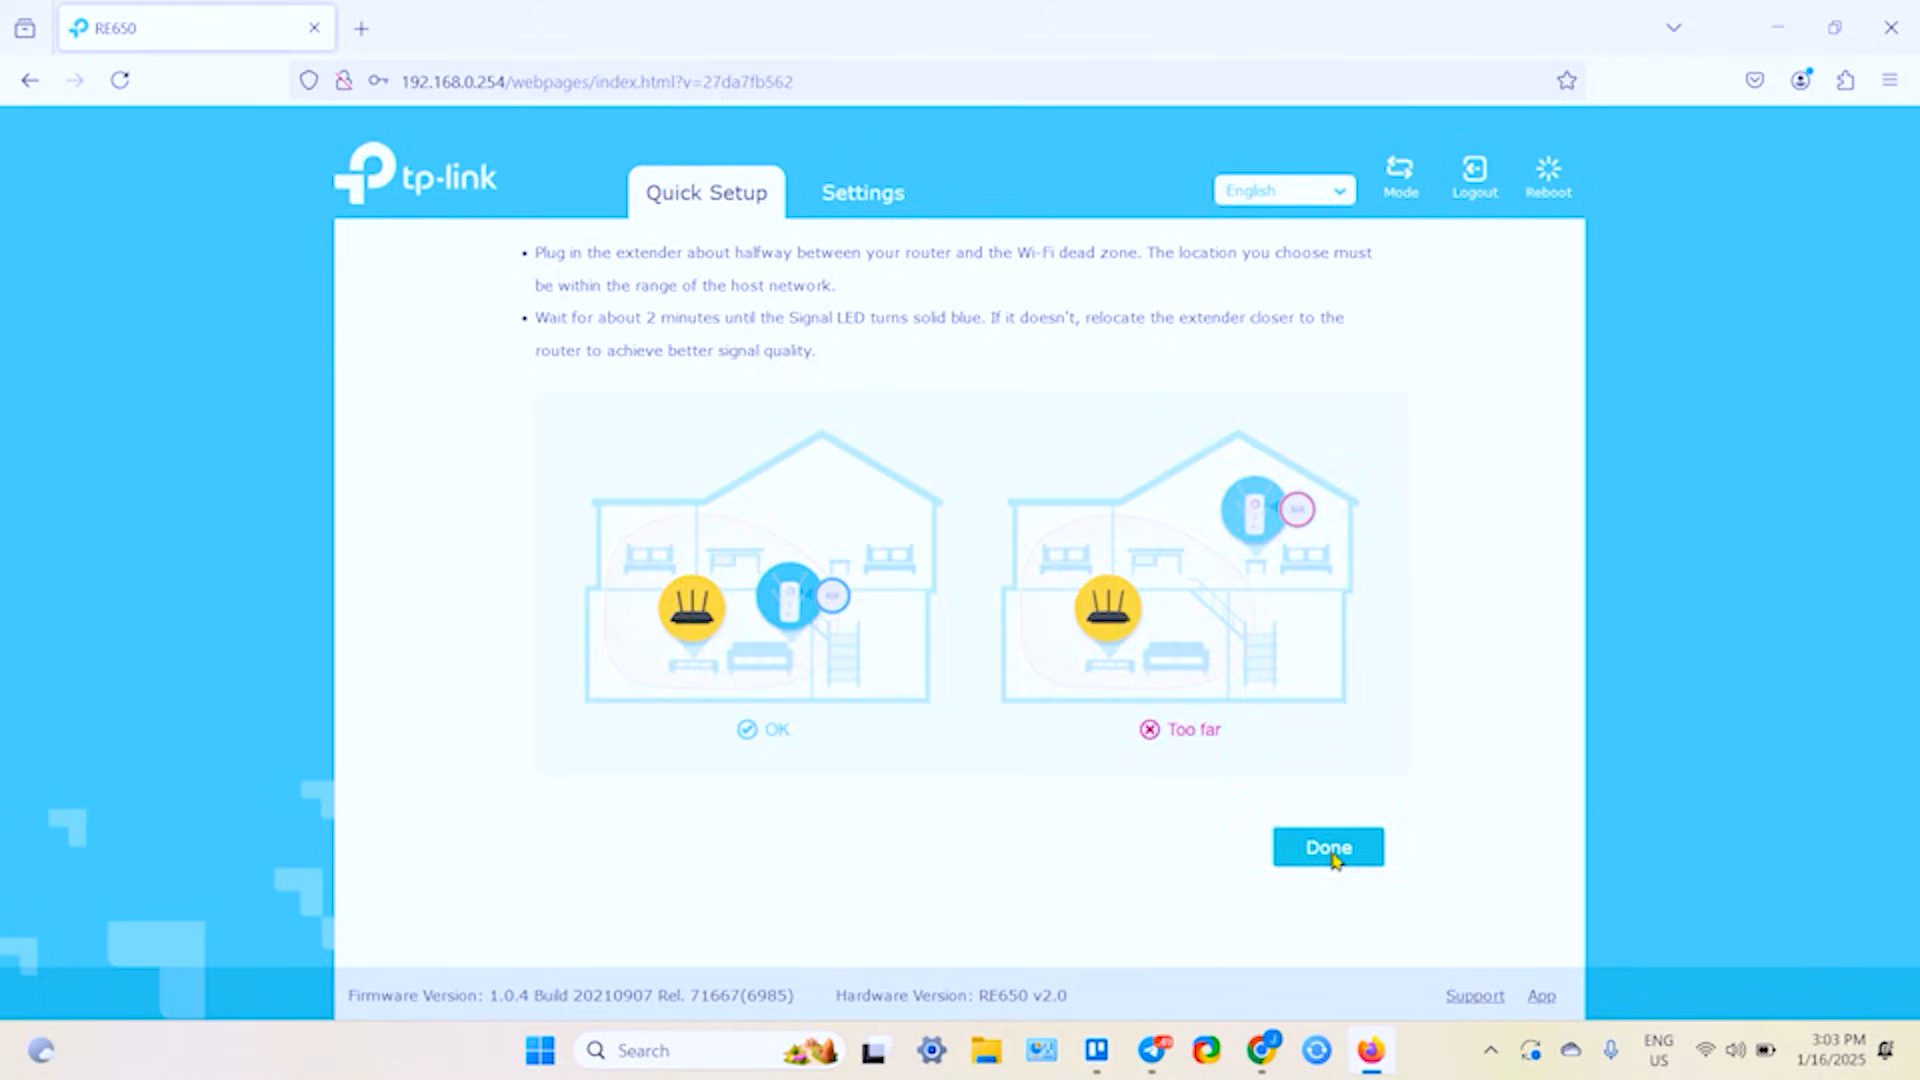 RE650
192.168.0.254/webpages/index.html?v=27da7fb562
tp-link
Quick Setup
Settings
English
Mode
Logout
Reboot
• Plug in the extender about halfway between your router and the Wi-Fi dead zone. The location you choose must
be within the range of the host network.
• Wait for about 2 minutes until the Signal LED turns solid blue. If it doesn't, relocate the extender closer to the
router to achieve better signal quality.
OK
Too far
Done
Firmware Version: 1.0.4 Build 20210907 Rel. 71667(6985)
Hardware Version: RE650 v2.0
Support
App
Search
ENG
US
3:03 PM
1/16/2025